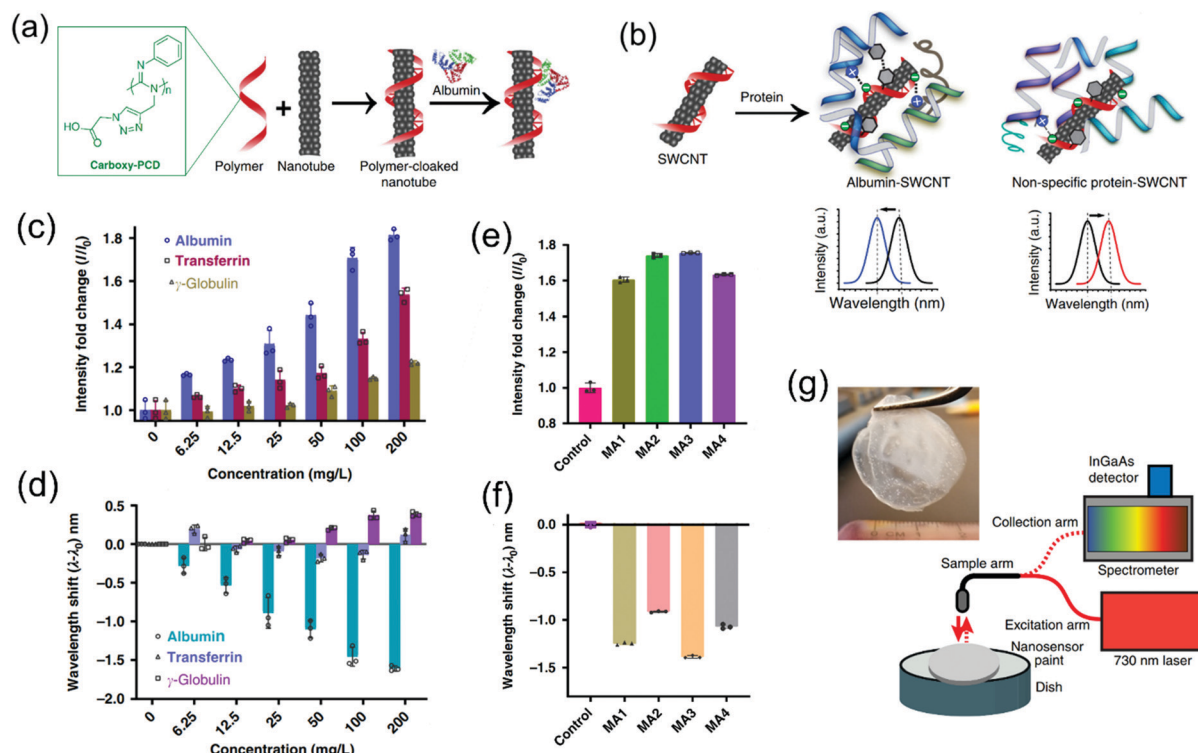 (a)
N
N
n
N
HO
N
N=N
O
Carboxy-PCD
Polymer
+
Nanotube
Polymer-cloaked
nanotube
Albumin
(b)
SWCNT
Protein
Albumin-SWCNT
Non-specific protein-SWCNT
Intensity (a.u.)
Wavelength (nm)
Intensity (a.u.)
Wavelength (nm)
(c)
Intensity fold change (I/I0)
1.8
1.6
1.4
1.2
1.0
Albumin
Transferrin
γ-Globulin
0
6.25
12.5
25
50
100
200
Concentration (mg/L)
(e)
Intensity fold change (I/I0)
1.8
1.6
1.4
1.2
1.0
0.8
Control
MA1
MA2
MA3
MA4
(d)
Wavelength shift (λ-λ0) nm
0.5
0.0
−0.5
−1.0
−1.5
−2.0
Albumin
Transferrin
γ-Globulin
0
6.25
12.5
25
50
100
200
Concentration (mg/L)
(f)
Wavelength shift (λ-λ0) nm
0.0
−0.5
−1.0
−1.5
Control
MA1
MA2
MA3
MA4
(g)
InGaAs
detector
Collection arm
Spectrometer
Sample arm
Excitation arm
730 nm laser
Nanosensor
paint
Dish